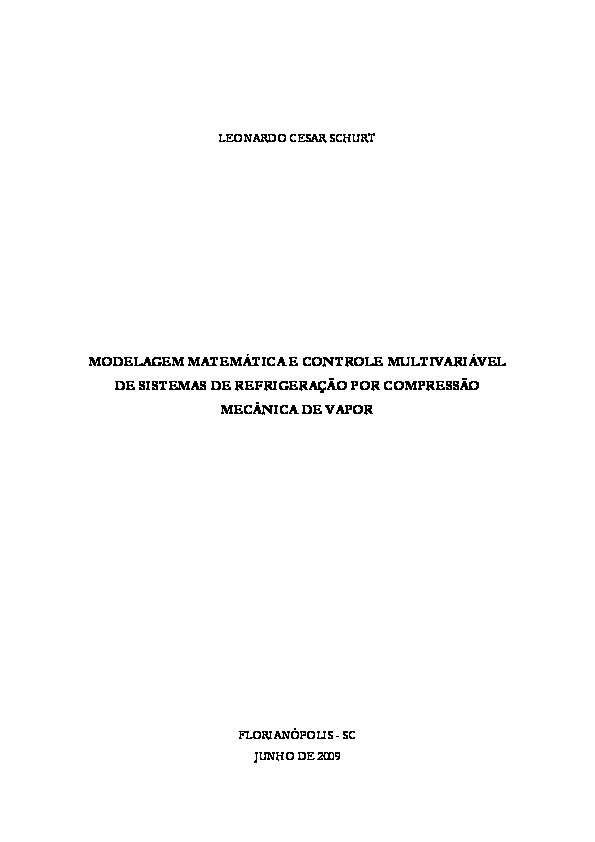 LEONARDO CESAR SCHURT
MODELAGEM MATEMÁTICA E CONTROLE MULTIVARIÁVEL
DE SISTEMAS DE REFRIGERAÇÃO POR COMPRESSÃO
MECÂNICA DE VAPOR
FLORIANÓPOLIS - SC
JUNHO DE 2009